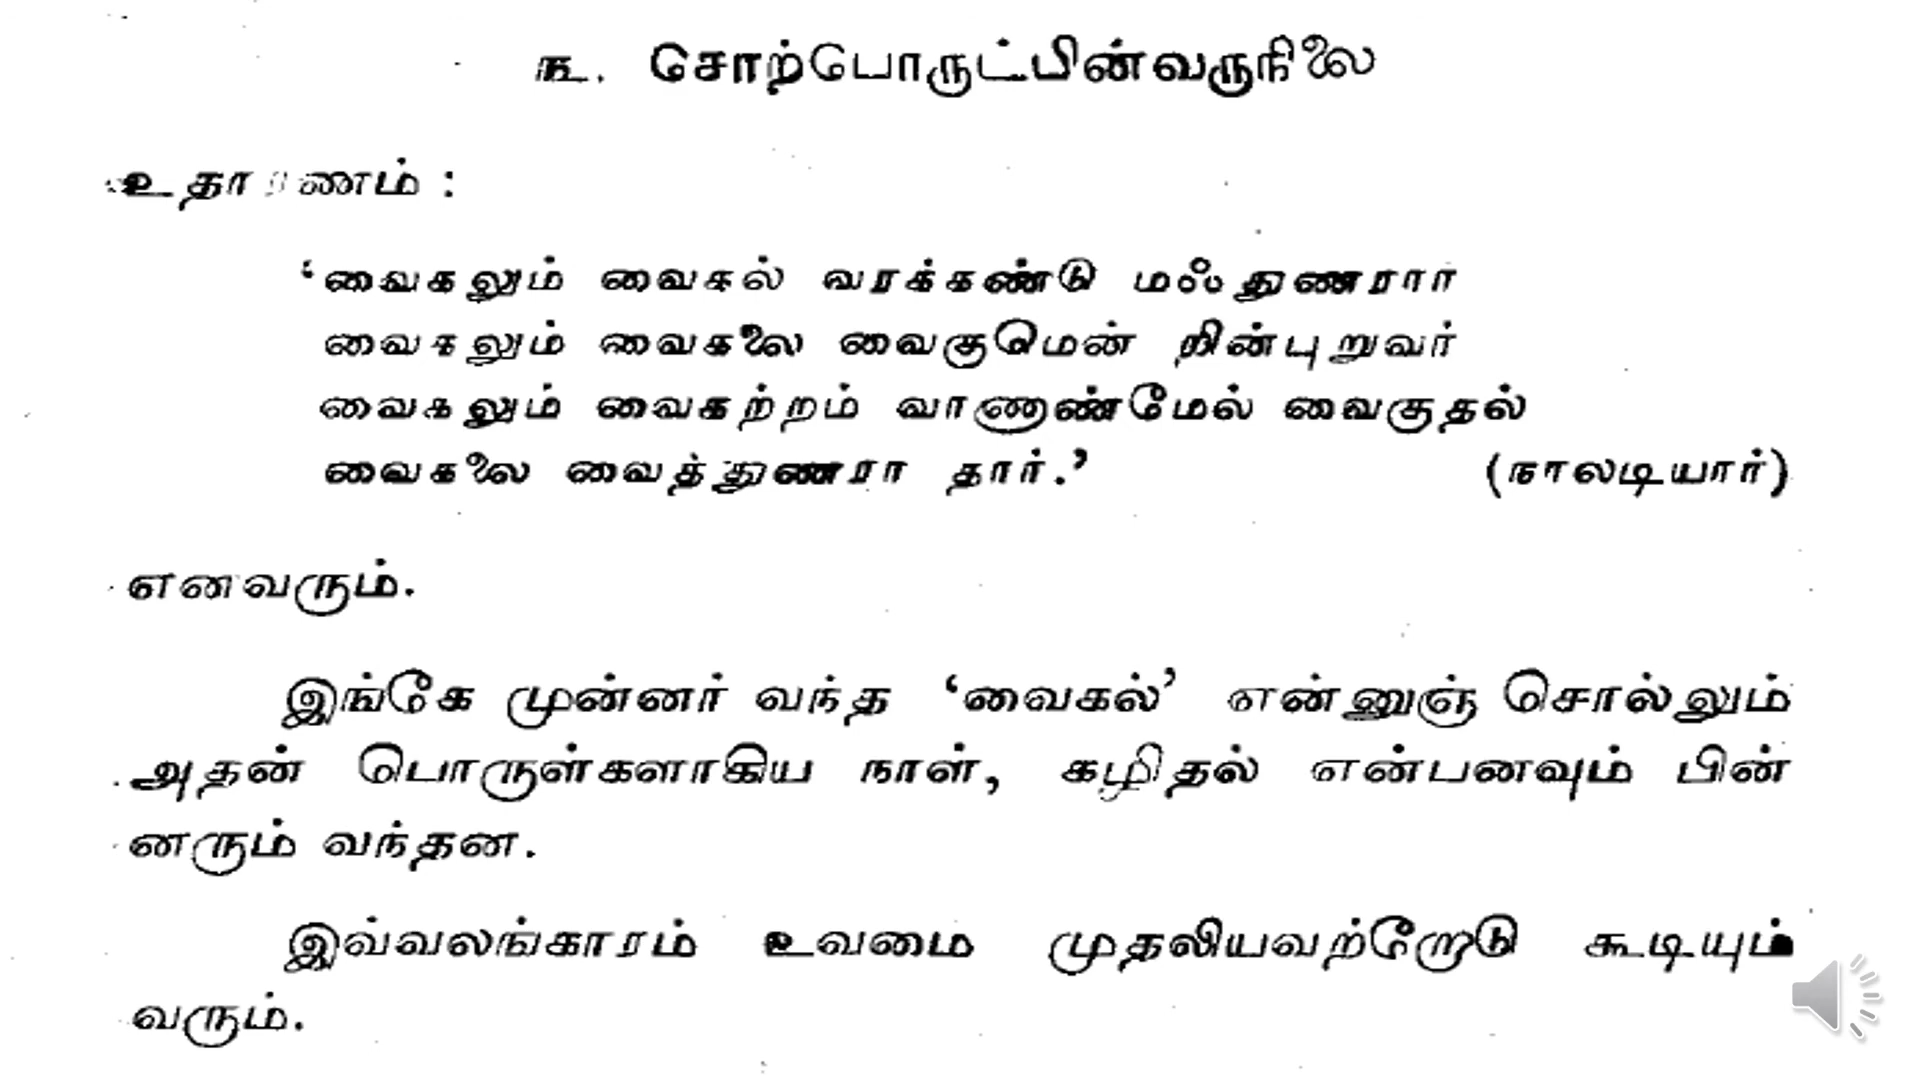 ௩. சொற்பொருட்பின்வருநிலை
உதாரணம் :
‘வைகலும் வைகல் வரக்கண்டு மஃதுணரார்
வைகலும் வைகலை வைகுமென் றின்புறுவர்
வைகலும் வைகற்றம் வாணாண்மேல் வைகுதல்
வைகலை வைத்துணரா தார்.’ (நாலடியார்)
எனவரும்.
இங்கே முன்னர் வந்த ‘வைகல்’ என்னுஞ் சொல்லும்
அதன் பொருள்களாகிய நாள், கழிதல் என்பனவும் பின்
னரும் வந்தன.
இவ்வலங்காரம் உவமை முதலியவற்றோடு கூடியும்
வரும்.